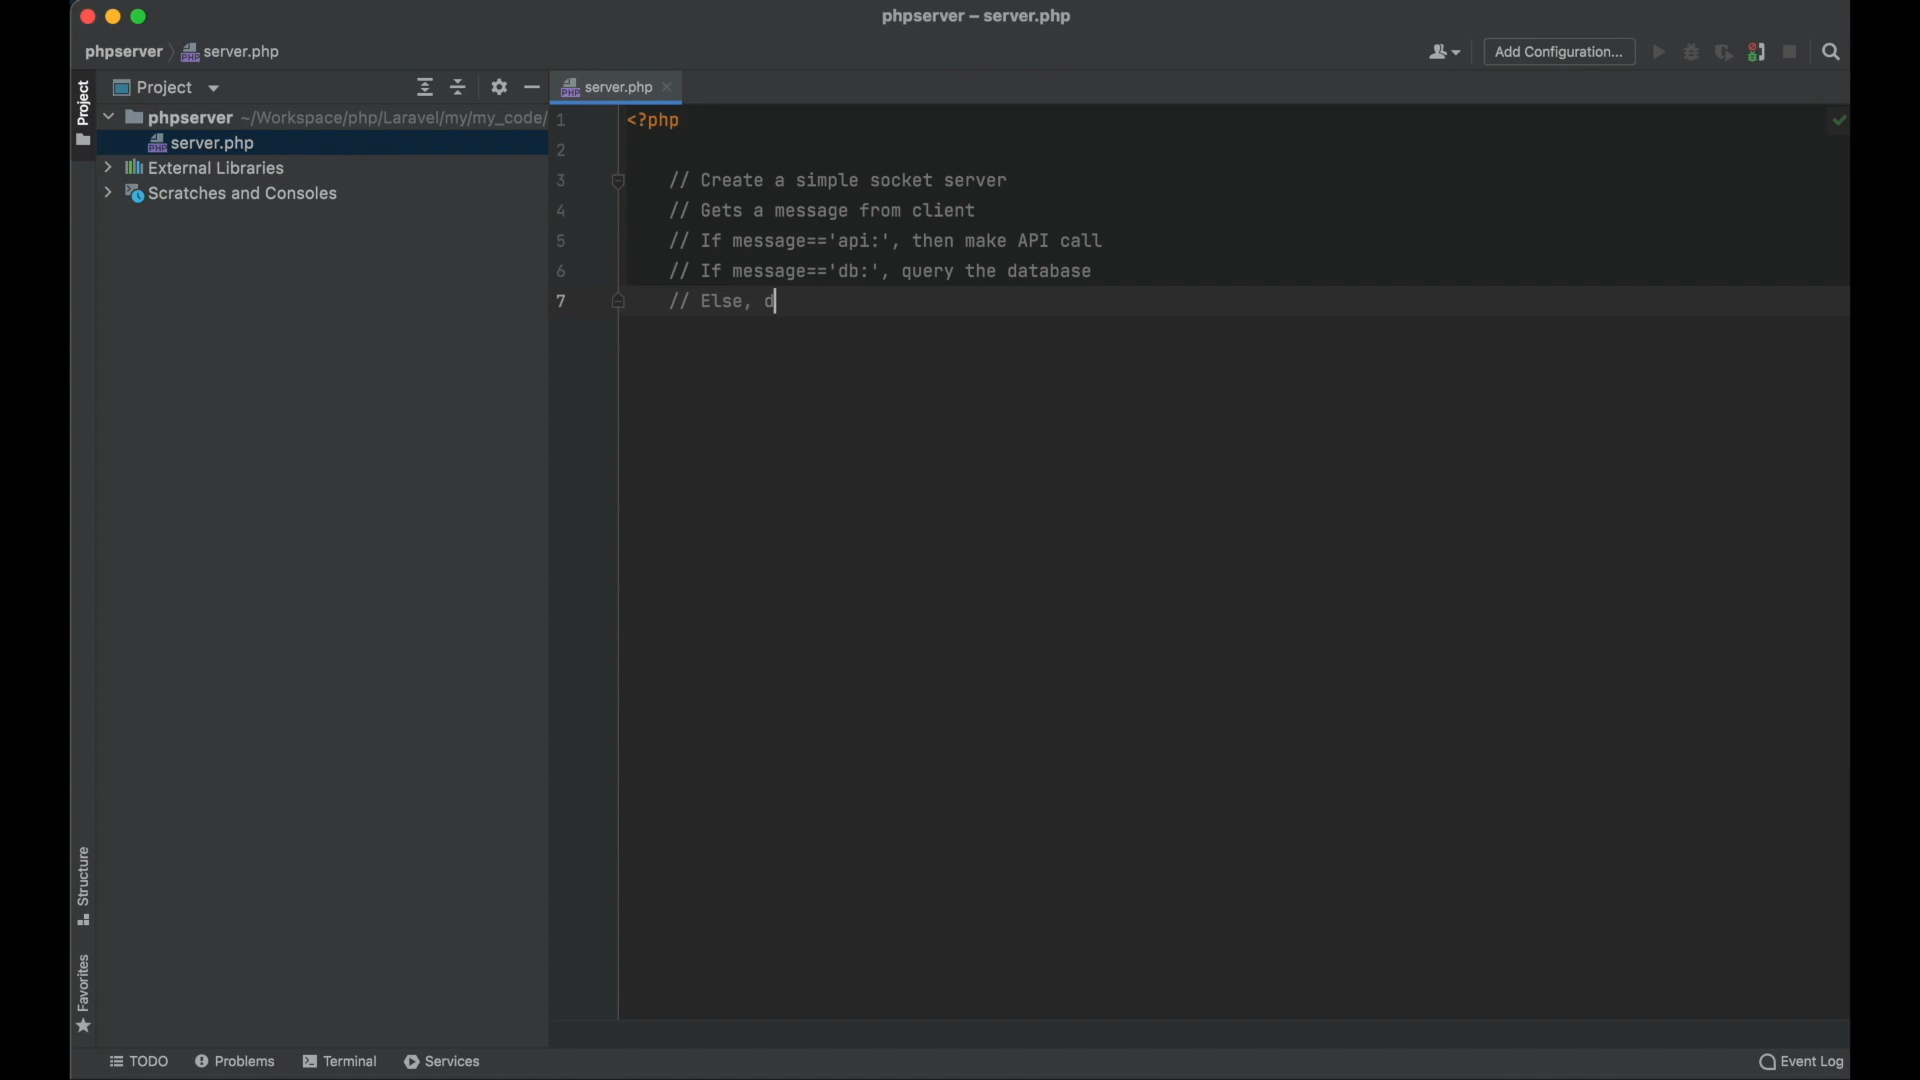 phpserver – server.php
phpserver server.php
Add Configuration...
Project
Project
server.php
phpserver ~/Workspace/php/Laravel/my/my_code/
server.php
External Libraries
Scratches and Consoles
1 <?php
2
3 // Create a simple socket server
4 // Gets a message from client
5 // If message=='api:', then make API call
6 // If message=='db:', query the database
7 // Else, d
Structure
Favorites
TODO Problems Terminal Services
Event Log